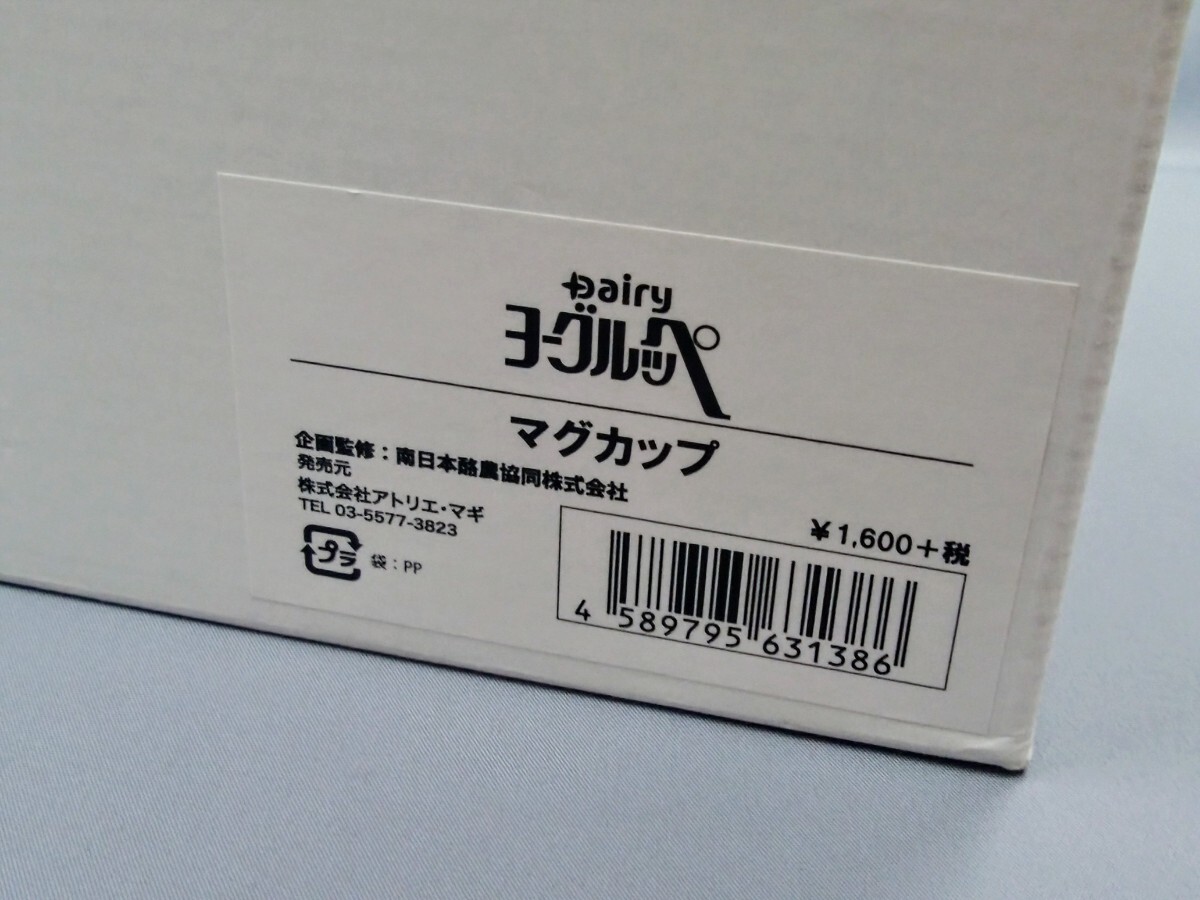 Dairy
ヨーグルッペ
マグカップ
企画監修：南日本酪農協同株式会社
発売元
株式会社アトリエ・マギ
TEL 03-5577-3823
プラ 袋：PP
¥1,600+税
4 589795 631386